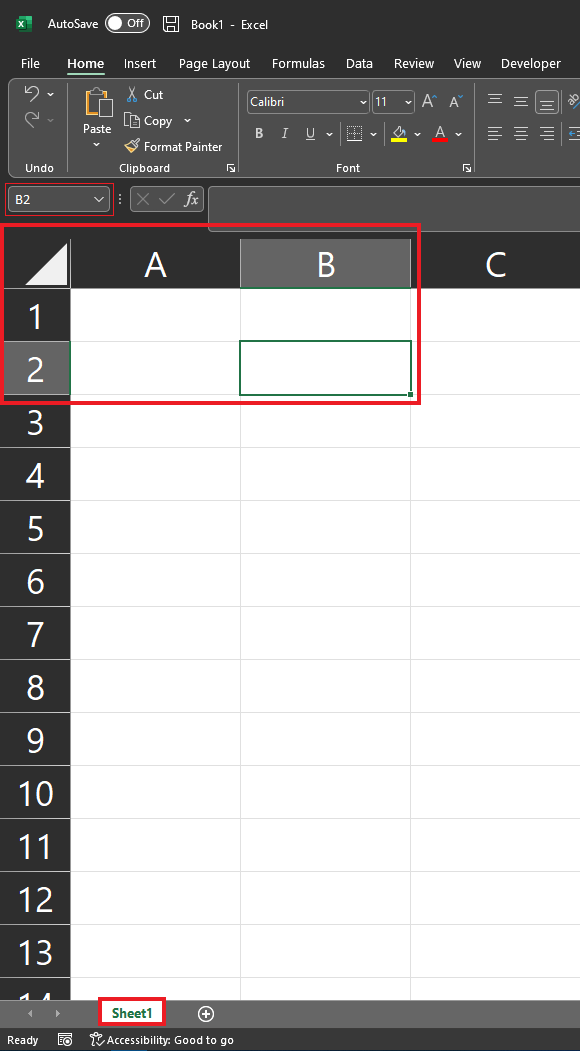 AutoSave Off Book1 - Excel
File Home Insert Page Layout Formulas Data Review View Developer
Cut
Copy
Format Painter
Paste
Calibri 11 A A
B I U A
Undo Clipboard Font
B2 fx
A B C
1
2
3
4
5
6
7
8
9
10
11
12
13
14
Sheet1
Ready Accessibility: Good to go